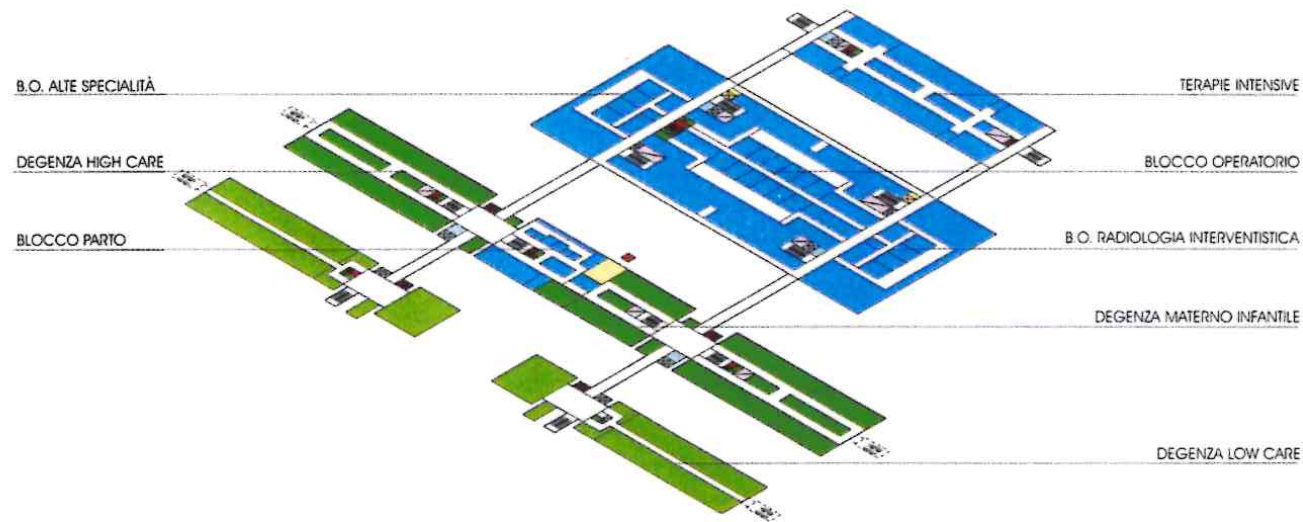 B.O. ALTE SPECIALITÀ
DEGENZA HIGH CARE
BLOCCO PARTO
TERAPIE INTENSIVE
BLOCCO OPERATORIO
B.O. RADIOLOGIA INTERVENTISTICA
DEGENZA MATERNO INFANTILE
DEGENZA LOW CARE